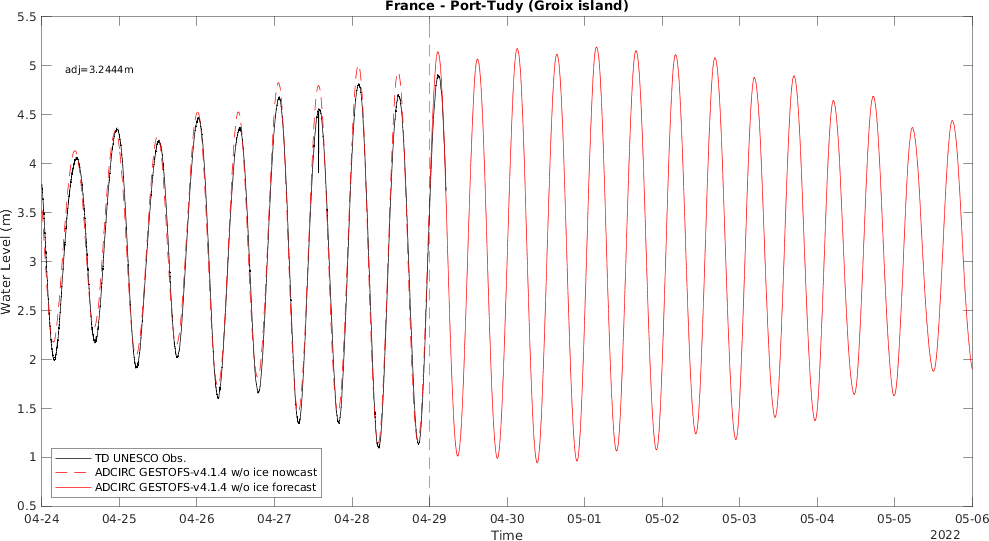 France - Port-Tudy (Groix island)
5.5
5
4.5
4
3.5
3
2.5
2
1.5
1
0.5
Water Level (m)
adj=3.2444m
TD UNESCO Obs.
ADCIRC GESTOFS-v4.1.4 w/o ice nowcast
ADCIRC GESTOFS-v4.1.4 w/o ice forecast
04-24 04-25 04-26 04-27 04-28 04-29 04-30 05-01 05-02 05-03 05-04 05-05 05-06
Time
2022